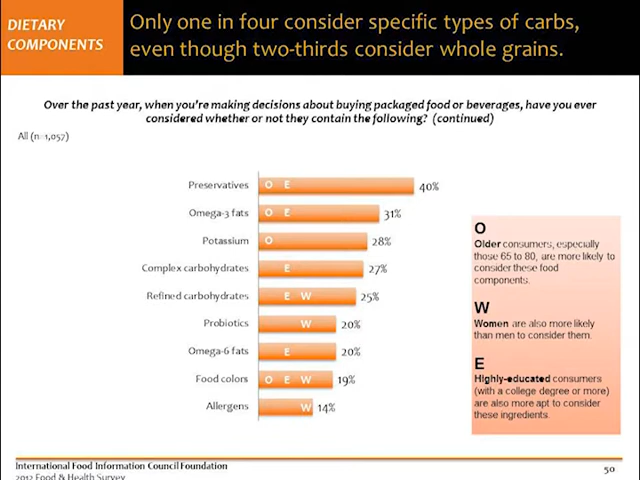 DIETARY
COMPONENTS
Only one in four consider specific types of carbs,
even though two-thirds consider whole grains.
Over the past year, when you're making decisions about buying packaged food or beverages, have you ever
considered whether or not they contain the following? (continued)
All (n=1,057)
Preservatives O E 40%
Omega-3 fats O E 31%
Potassium O 28%
Complex carbohydrates E 27%
Refined carbohydrates E W 25%
Probiotics W 20%
Omega-6 fats E 20%
Food colors O E W 19%
Allergens W 14%
O
Older consumers, especially
those 65 to 80, are more likely to
consider these food
components.
W
Women are also more likely
than men to consider them.
E
Highly-educated consumers
(with a college degree or more)
are also more apt to consider
these ingredients.
International Food Information Council Foundation
2012 Food & Health Survey
50